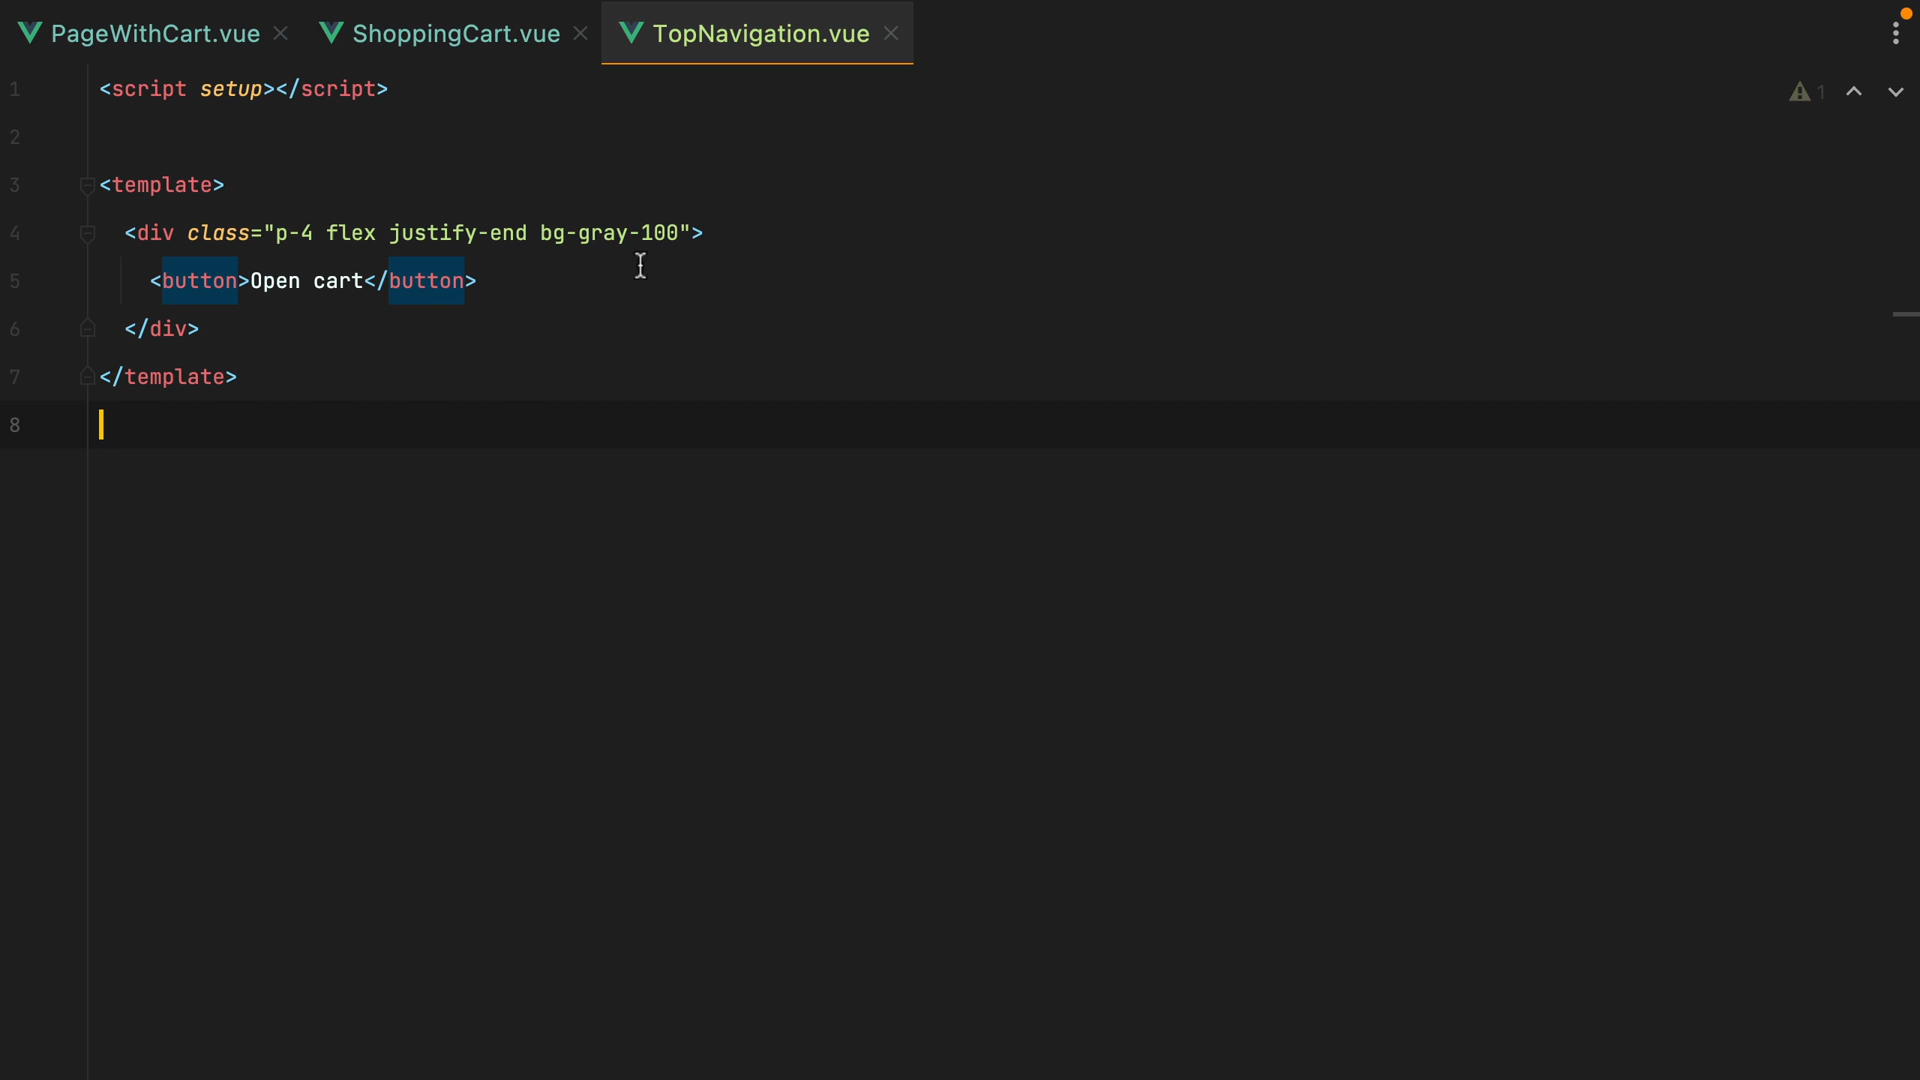 PageWithCart.vue ShoppingCart.vue TopNavigation.vue
1 <script setup></script>
1
2
3 <template>
4 <div class="p-4 flex justify-end bg-gray-100">
5 <button>Open cart</button>
6 </div>
7 </template>
8